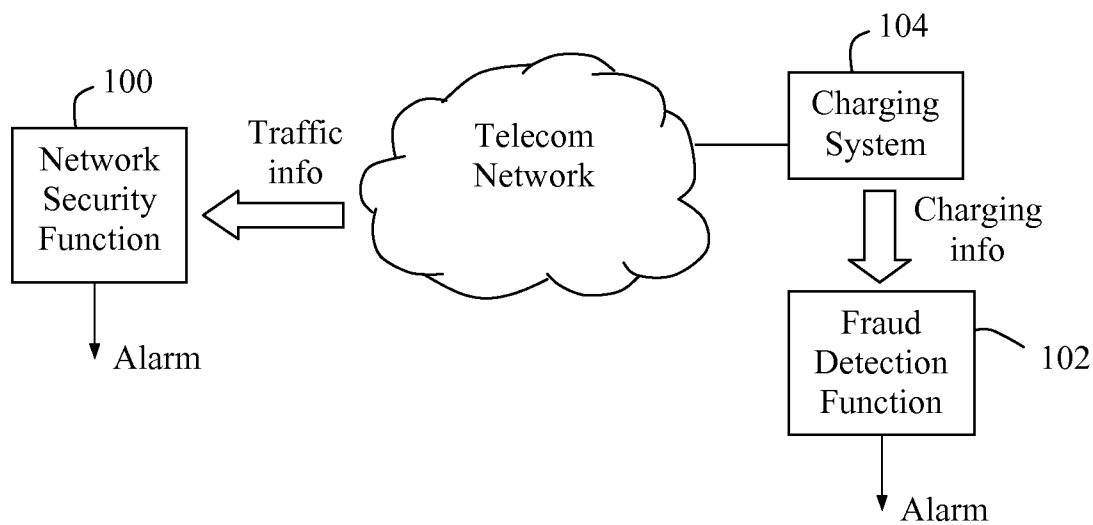 100
Network
Security
Function
Alarm
Traffic
info
Telecom
Network
104
Charging
System
Charging
info
Fraud
Detection
Function
102
Alarm